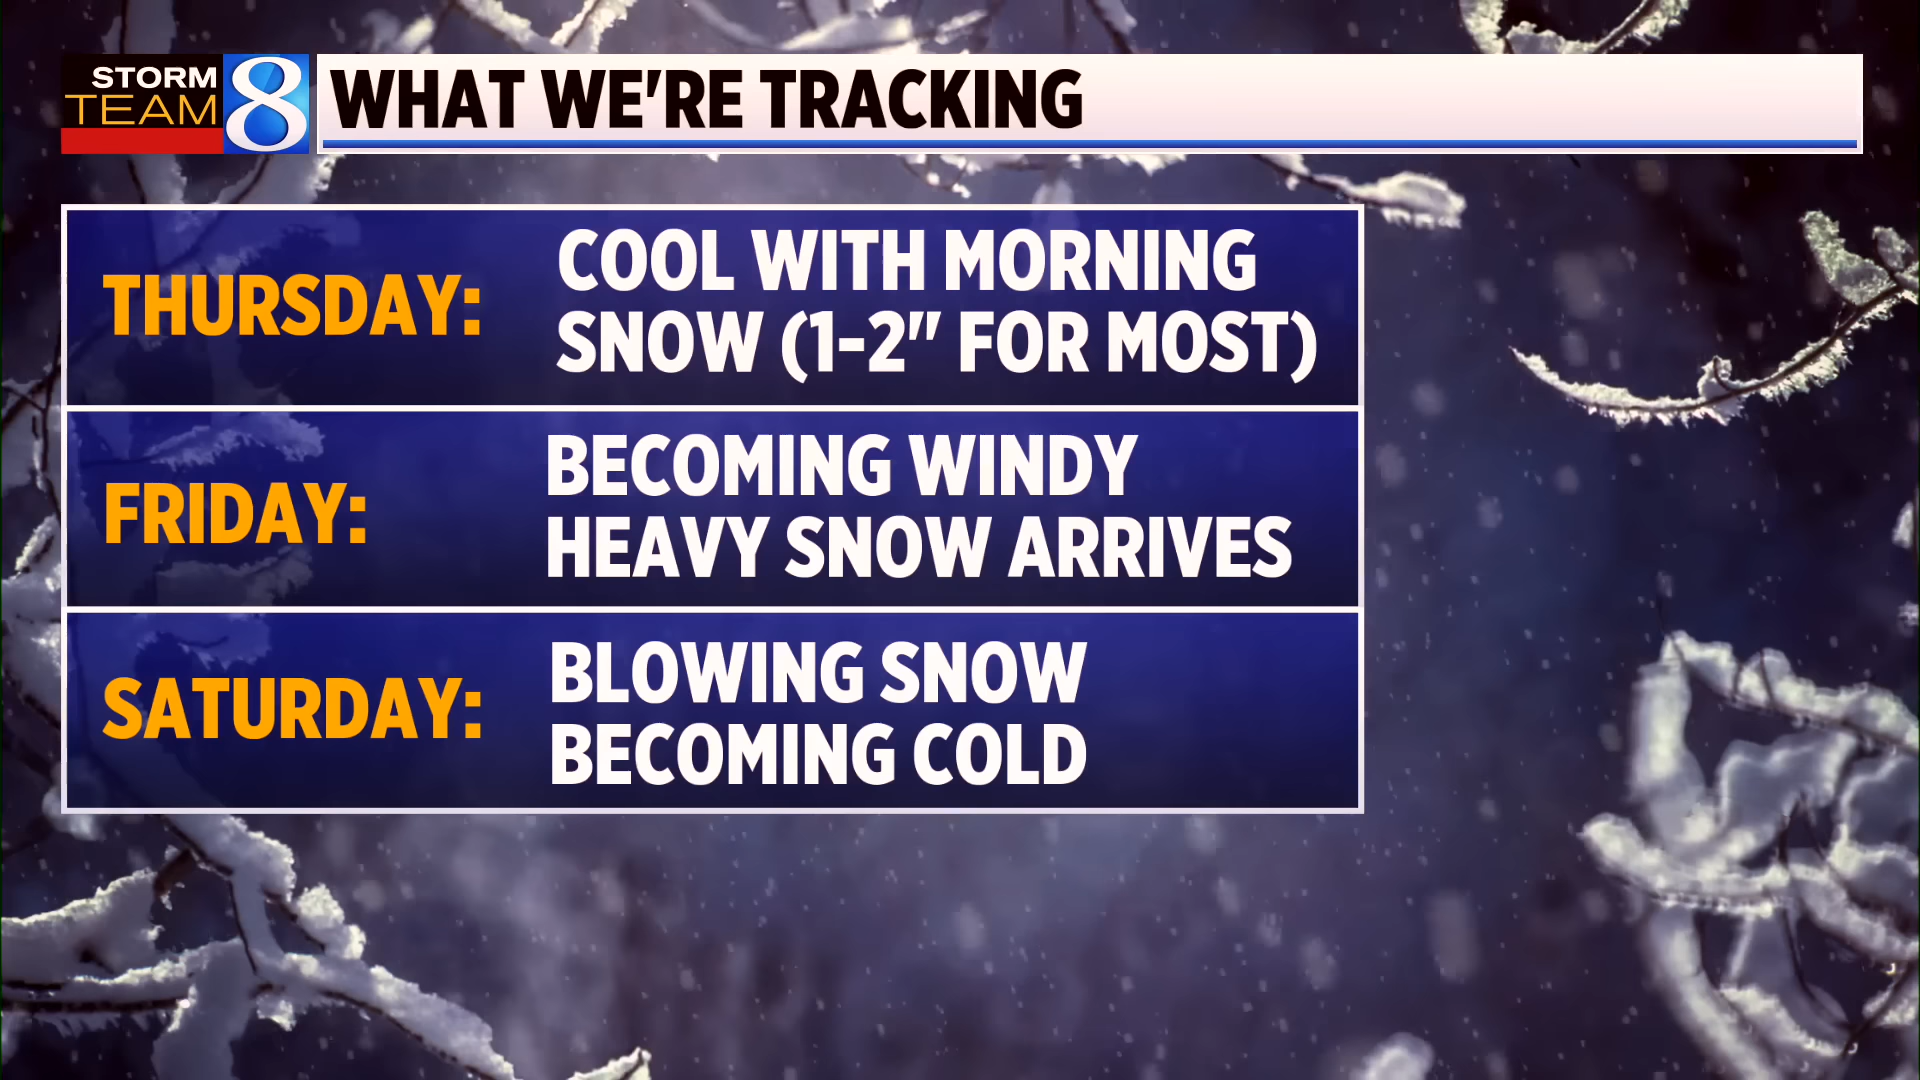 STORM
TEAM
8
WHAT WE'RE TRACKING
THURSDAY:
COOL WITH MORNING
SNOW (1-2" FOR MOST)
FRIDAY:
BECOMING WINDY
HEAVY SNOW ARRIVES
SATURDAY:
BLOWING SNOW
BECOMING COLD